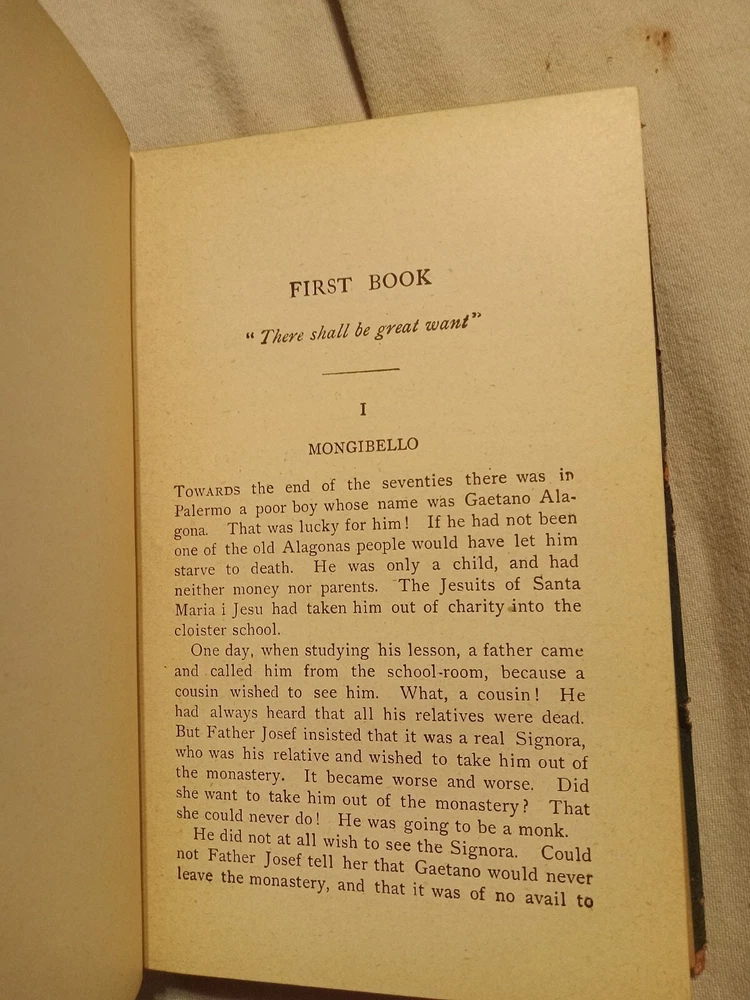 FIRST BOOK
“There shall be great want”
I
MONGIBELLO
TOWARDS the end of the seventies there was in
Palermo a poor boy whose name was Gaetano Ala-
gona. That was lucky for him! If he had not been
one of the old Alagonas people would have let him
starve to death. He was only a child, and had
neither money nor parents. The Jesuits of Santa
Maria i Jesu had taken him out of charity into the
cloister school.
One day, when studying his lesson, a father came
and called him from the school-room, because a
cousin wished to see him. What, a cousin! He
had always heard that all his relatives were dead.
But Father Josef insisted that it was a real Signora,
who was his relative and wished to take him out of
the monastery. It became worse and worse. Did
she want to take him out of the monastery? That
she could never do! He was going to be a monk.
He did not at all wish to see the Signora. Could
not Father Josef tell her that Gaetano would never
leave the monastery, and that it was of no avail to